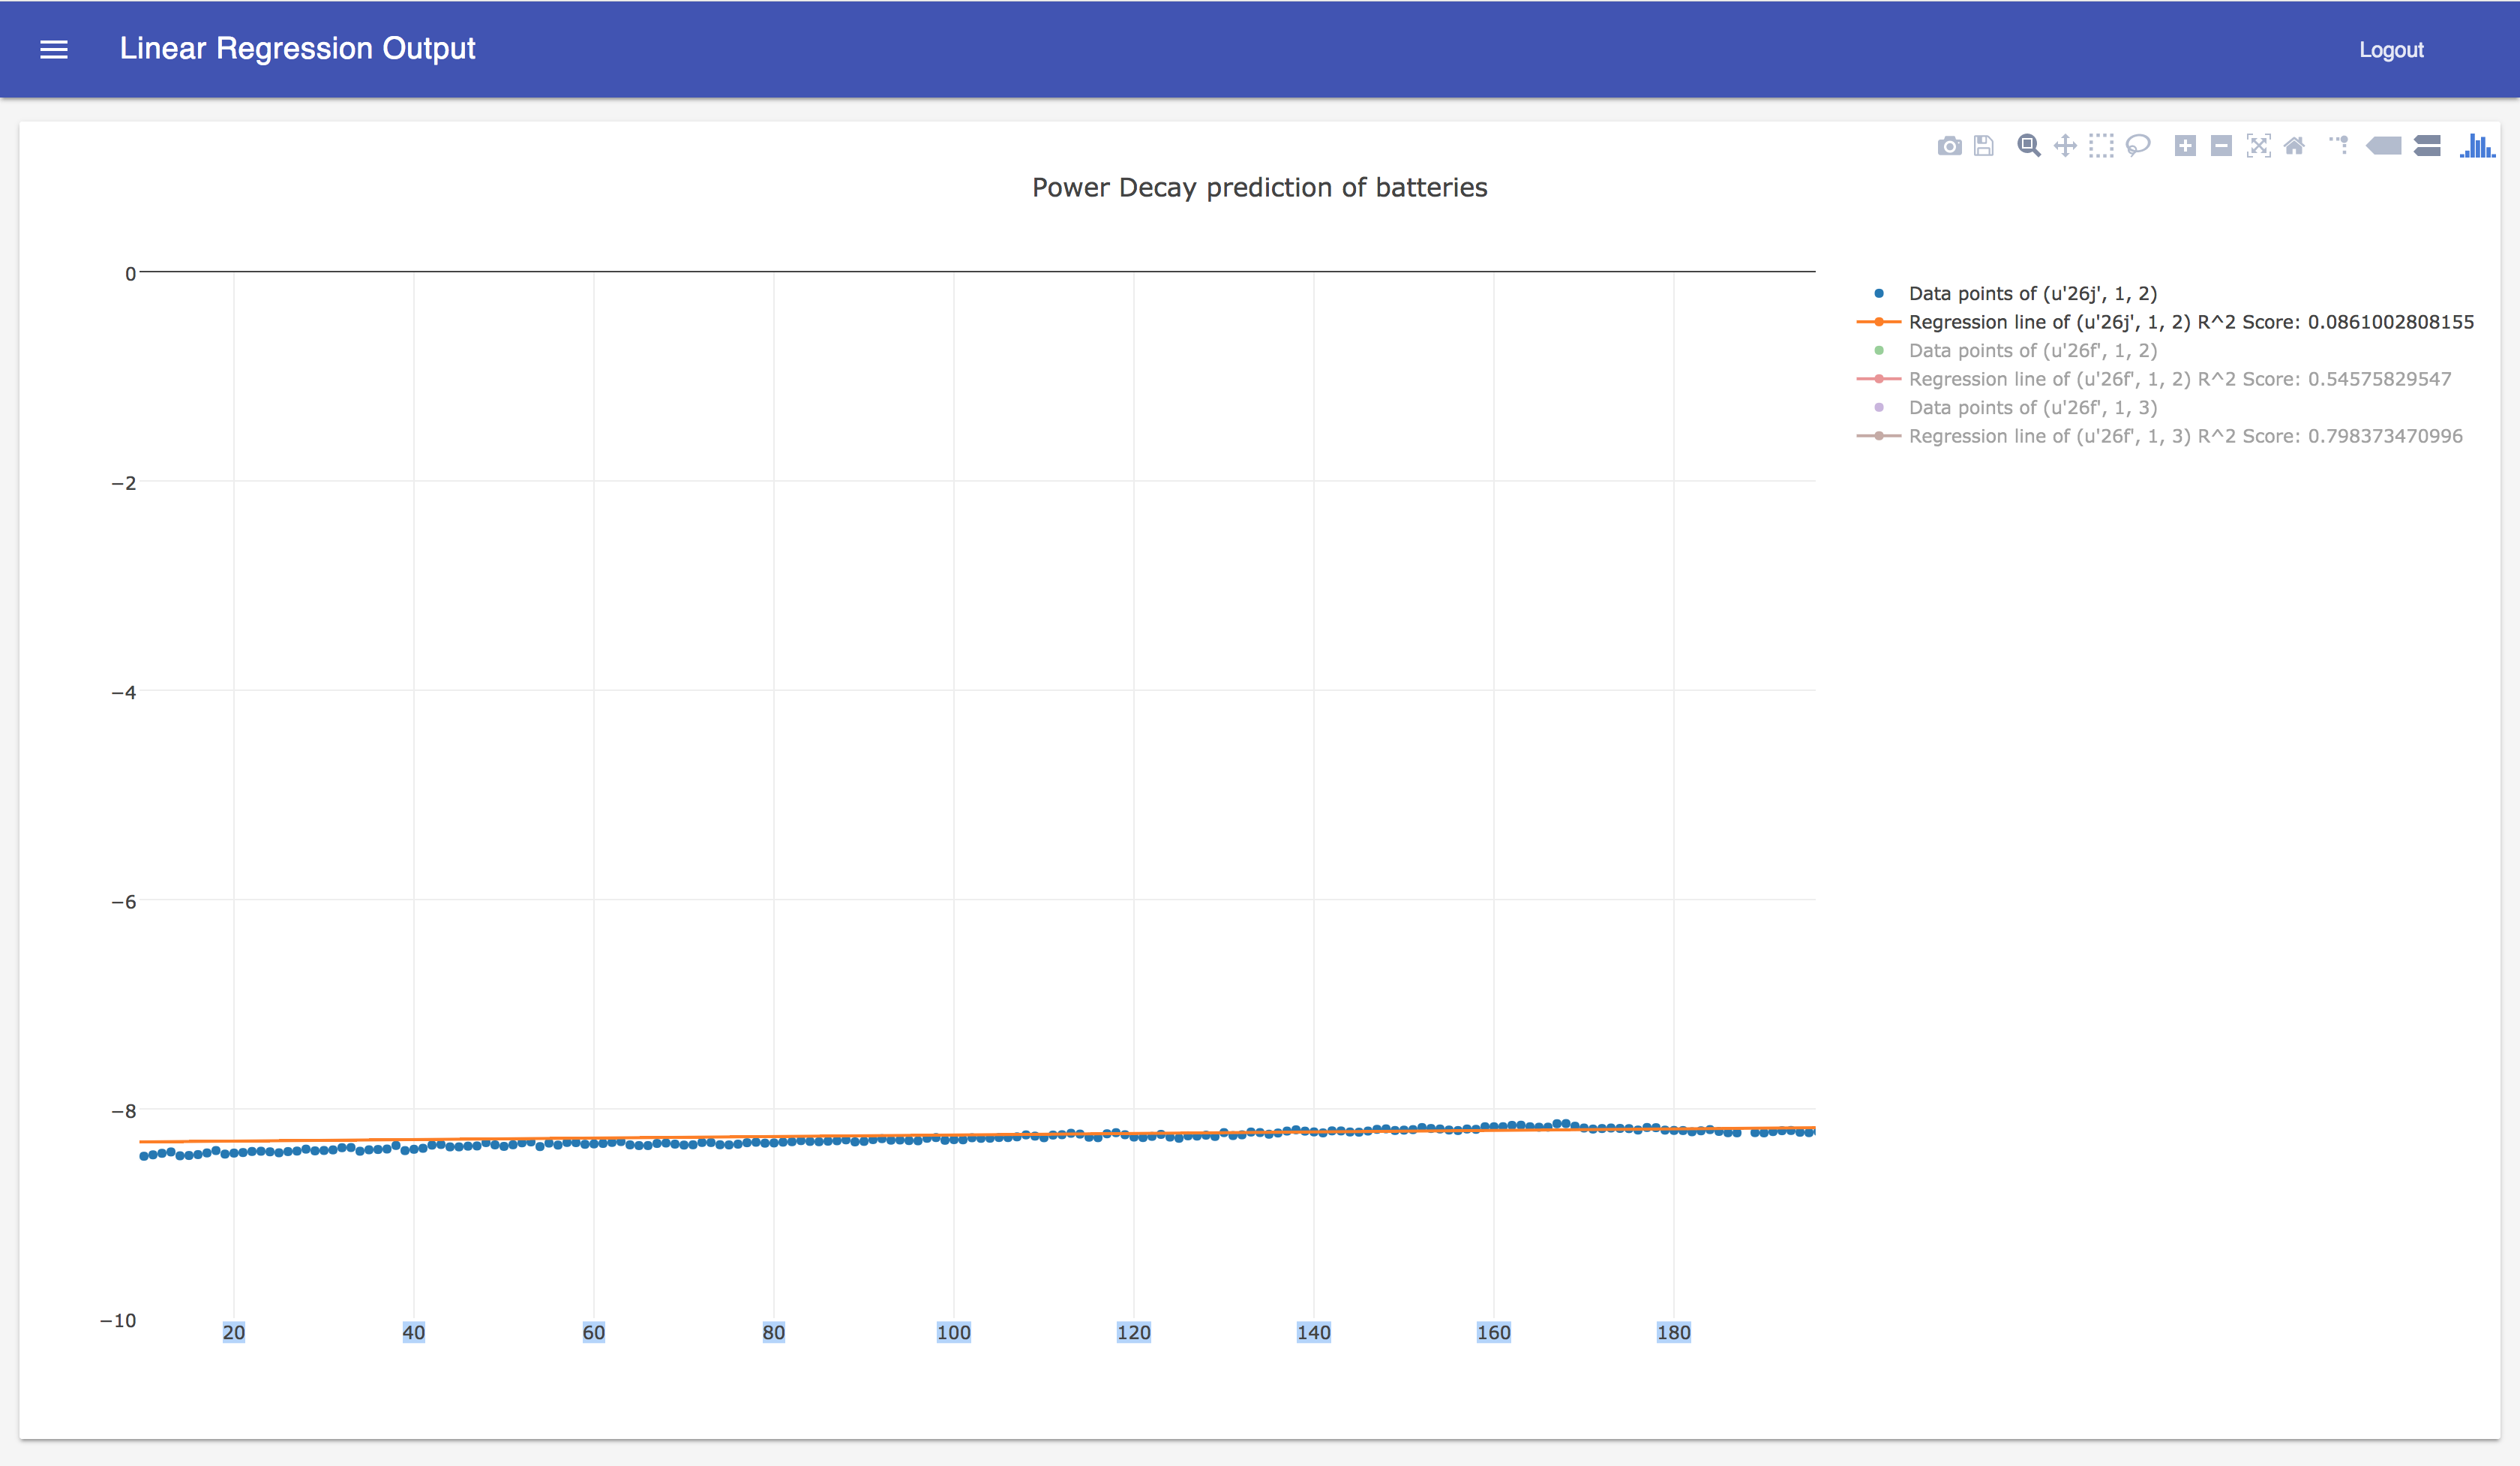 Linear Regression Output
Logout
Power Decay prediction of batteries
0
−2
−4
−6
−8
−10
20 40 60 80 100 120 140 160 180
Data points of (u'26j', 1, 2)
Regression line of (u'26j', 1, 2) R^2 Score: 0.0861002808155
Data points of (u'26f', 1, 2)
Regression line of (u'26f', 1, 2) R^2 Score: 0.54575829547
Data points of (u'26f', 1, 3)
Regression line of (u'26f', 1, 3) R^2 Score: 0.798373470996